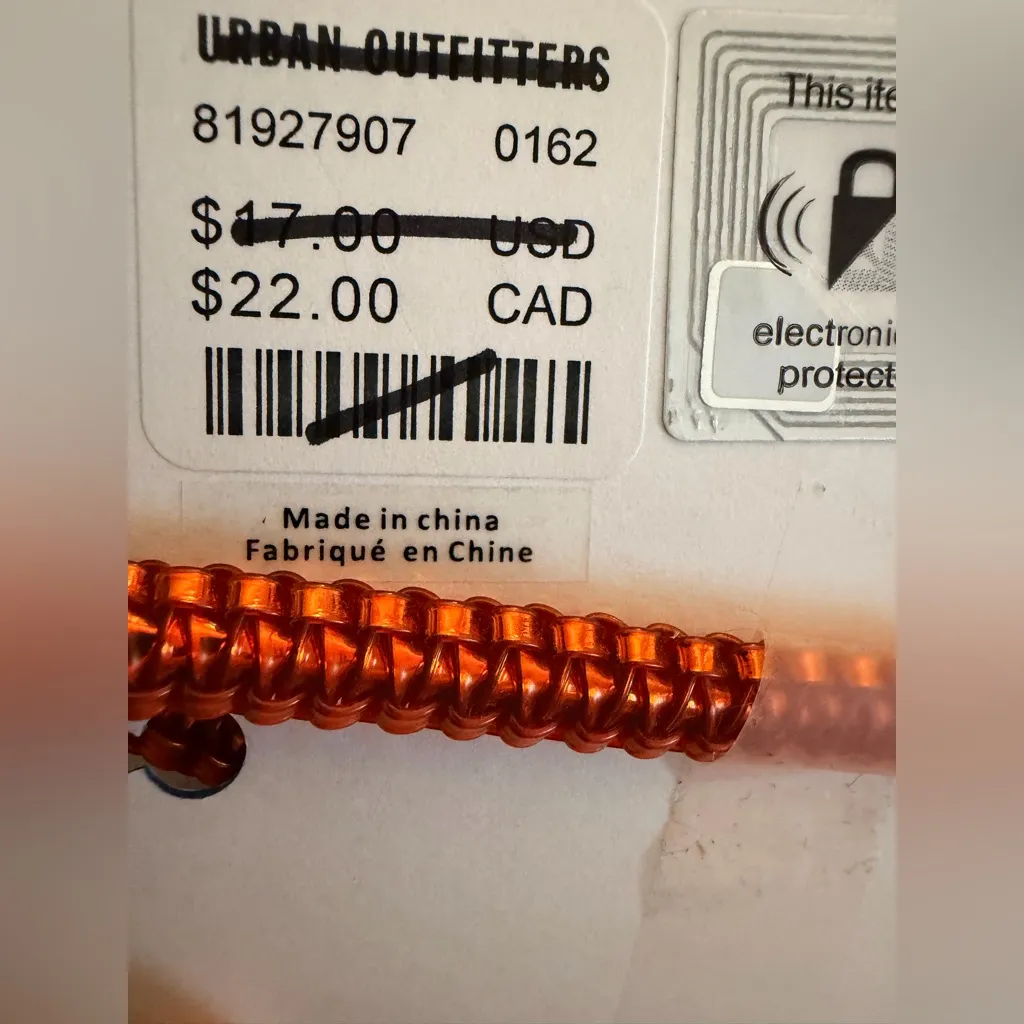 URBAN OUTFITTERS
81927907 0162
$17.00 USD
$22.00 CAD
Made in china
Fabriqué en Chine
This
electroni
protect